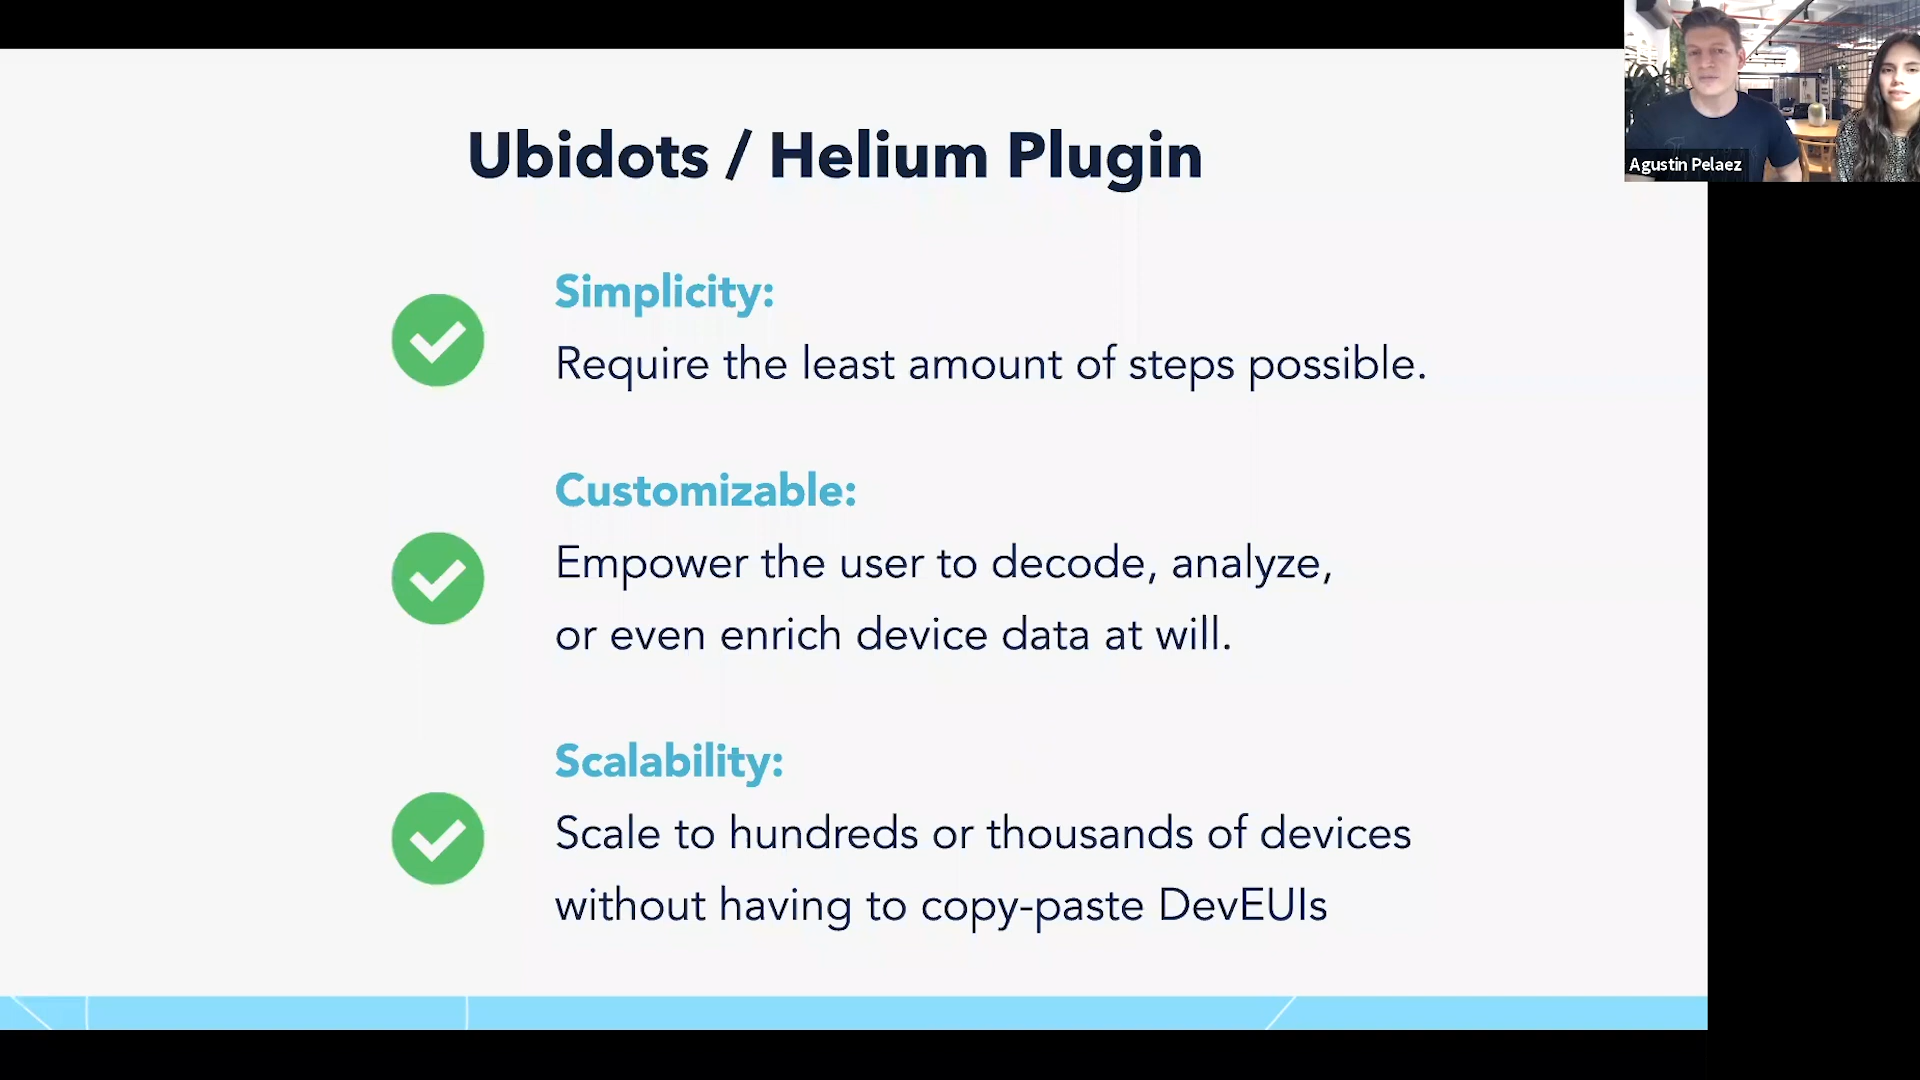 Ubidots / Helium Plugin
Agustin Pelaez
Simplicity:
Require the least amount of steps possible.
Customizable:
Empower the user to decode, analyze,
or even enrich device data at will.
Scalability:
Scale to hundreds or thousands of devices
without having to copy-paste DevEUIs